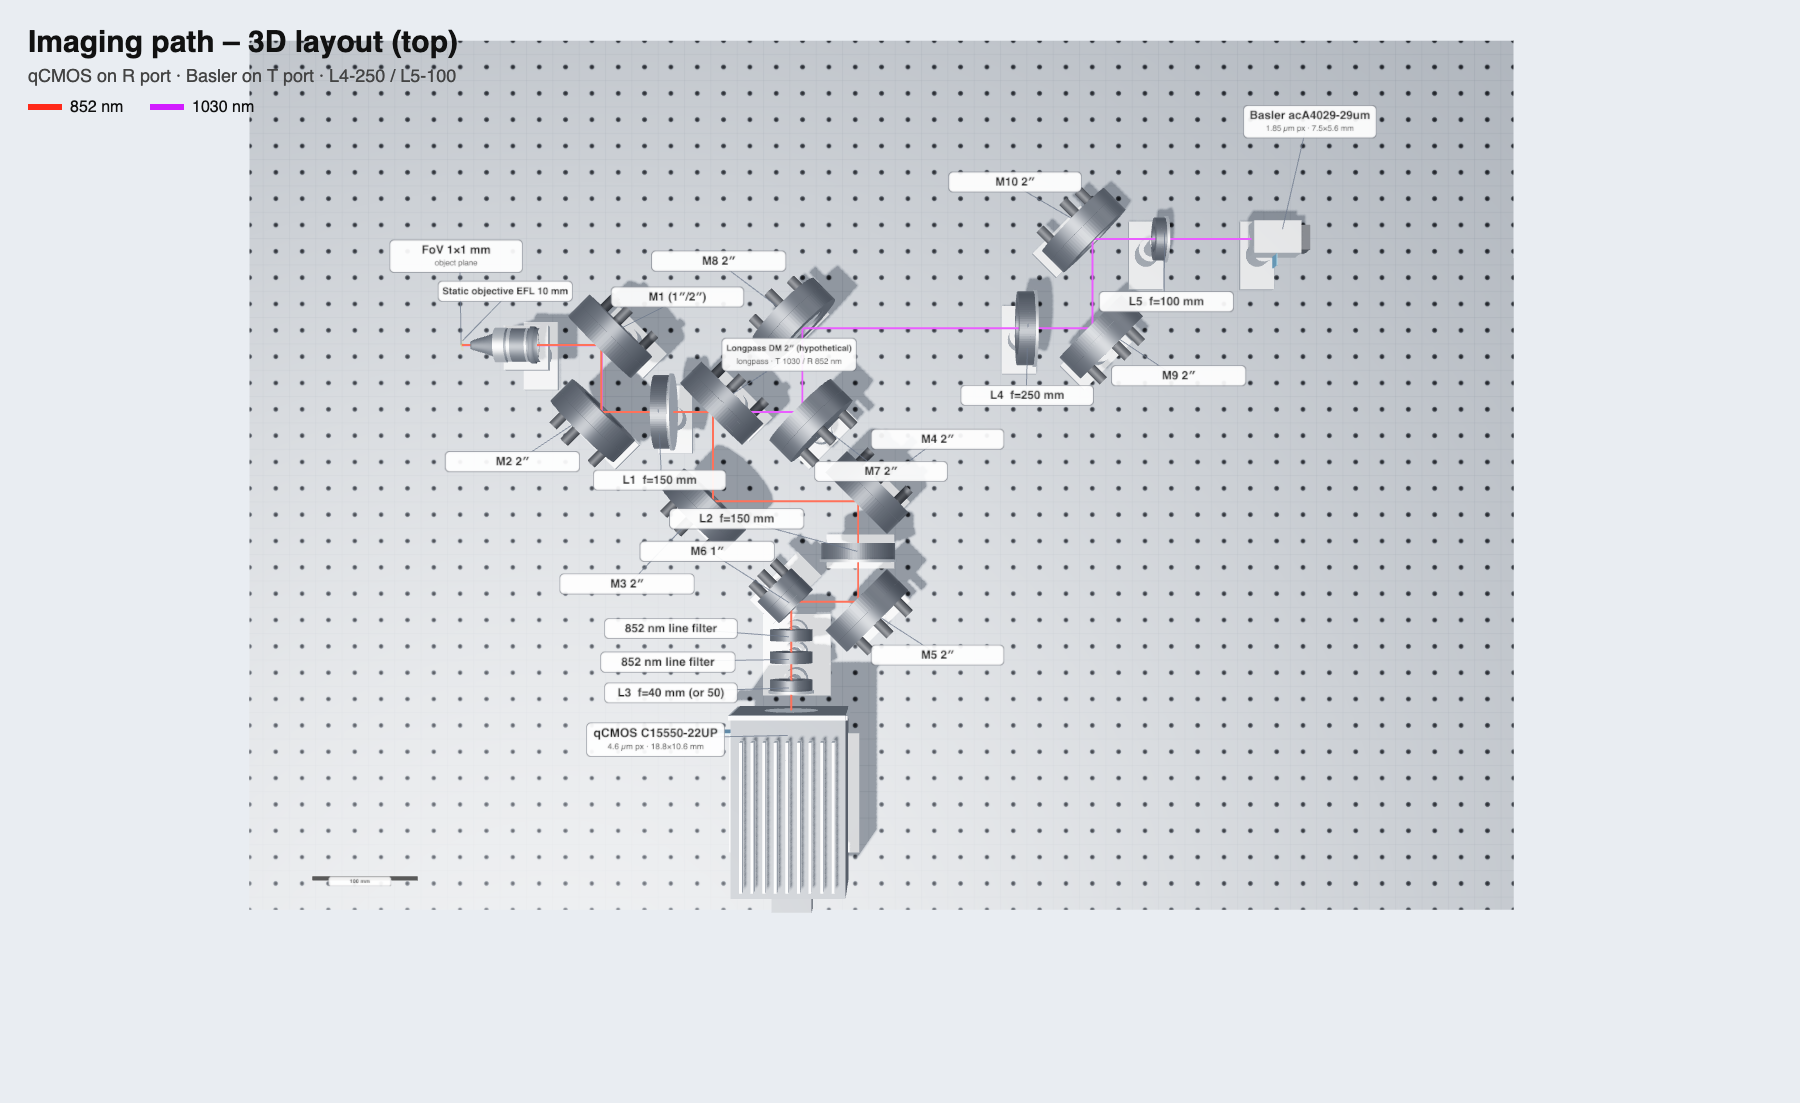 Imaging path – 3D layout (top)
qCMOS on R port · Basler on T port · L4-250 / L5-100
852 nm
1030 nm
Basler acA4029-29um
1.85 µm px · 7.5×5.6 mm
M10 2″
FoV 1×1 mm
object plane
M8 2″
Static objective EFL 10 mm
M1 (1″/2″)
L5 f=100 mm
Longpass DM 2″ (hypothetical)
longpass · T 1030 / R 852 nm
M9 2″
L4 f=250 mm
M4 2″
M2 2″
M7 2″
L1 f=150 mm
L2 f=150 mm
M6 1″
M3 2″
852 nm line filter
M5 2″
852 nm line filter
L3 f=40 mm (or 50)
qCMOS C15550-22UP
4.6 µm px · 18.8×10.6 mm
100 mm